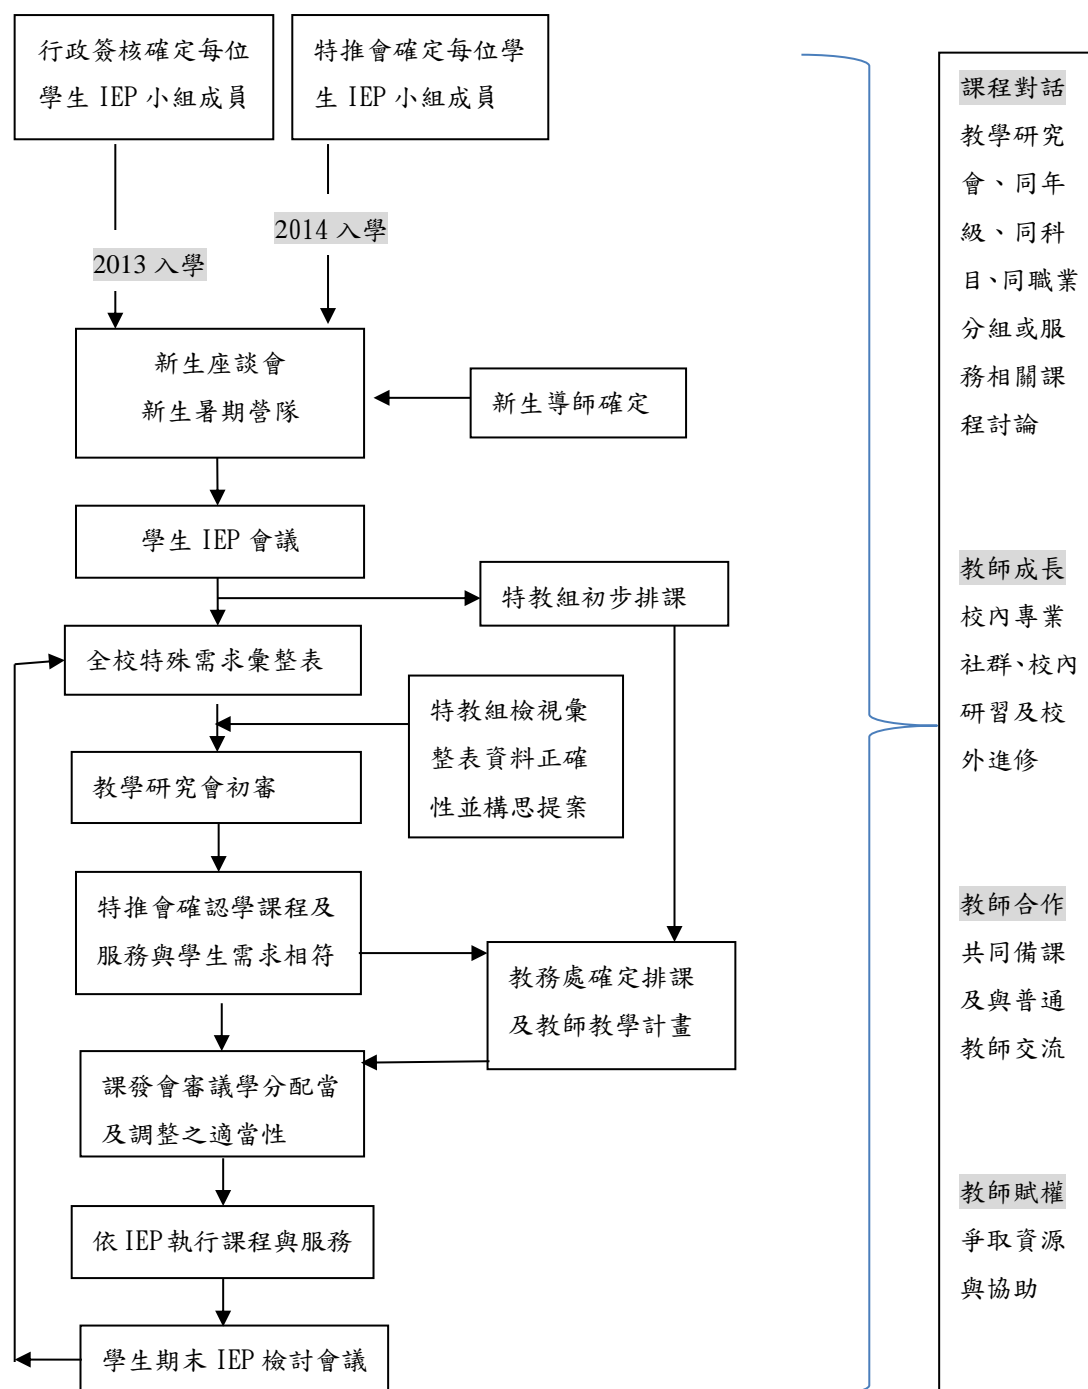 行政簽核確定每位
學生 IEP 小組成員
特推會確定每位學
生 IEP 小組成員
2014 入學
2013 入學
新生座談會
新生暑期營隊
新生導師確定
學生 IEP 會議
特教組初步排課
全校特殊需求彙整表
特教組檢視彙
整表資料正確
性並構思提案
教學研究會初審
特推會確認學課程及
服務與學生需求相符
教務處確定排課
及教師教學計畫
課發會審議學分配當
及調整之適當性
依 IEP 執行課程與服務
學生期末 IEP 檢討會議
課程對話
教學研究
會、同年
級、同科
目、同職業
分組或服
務相關課
程討論
教師成長
校內專業
社群、校內
研習及校
外進修
教師合作
共同備課
及與普通
教師交流
教師賦權
爭取資源
與協助